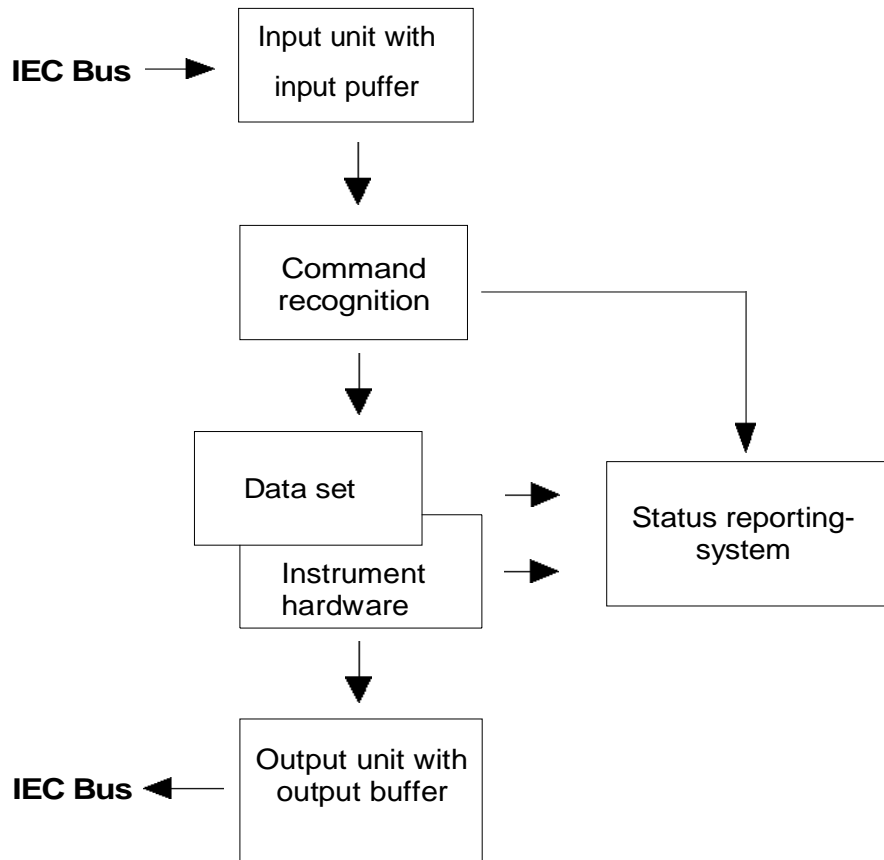 Input unit with
input puffer
IEC Bus
Command
recognition
Data set
Instrument
hardware
Status reporting-
system
Output unit with
output buffer
IEC Bus